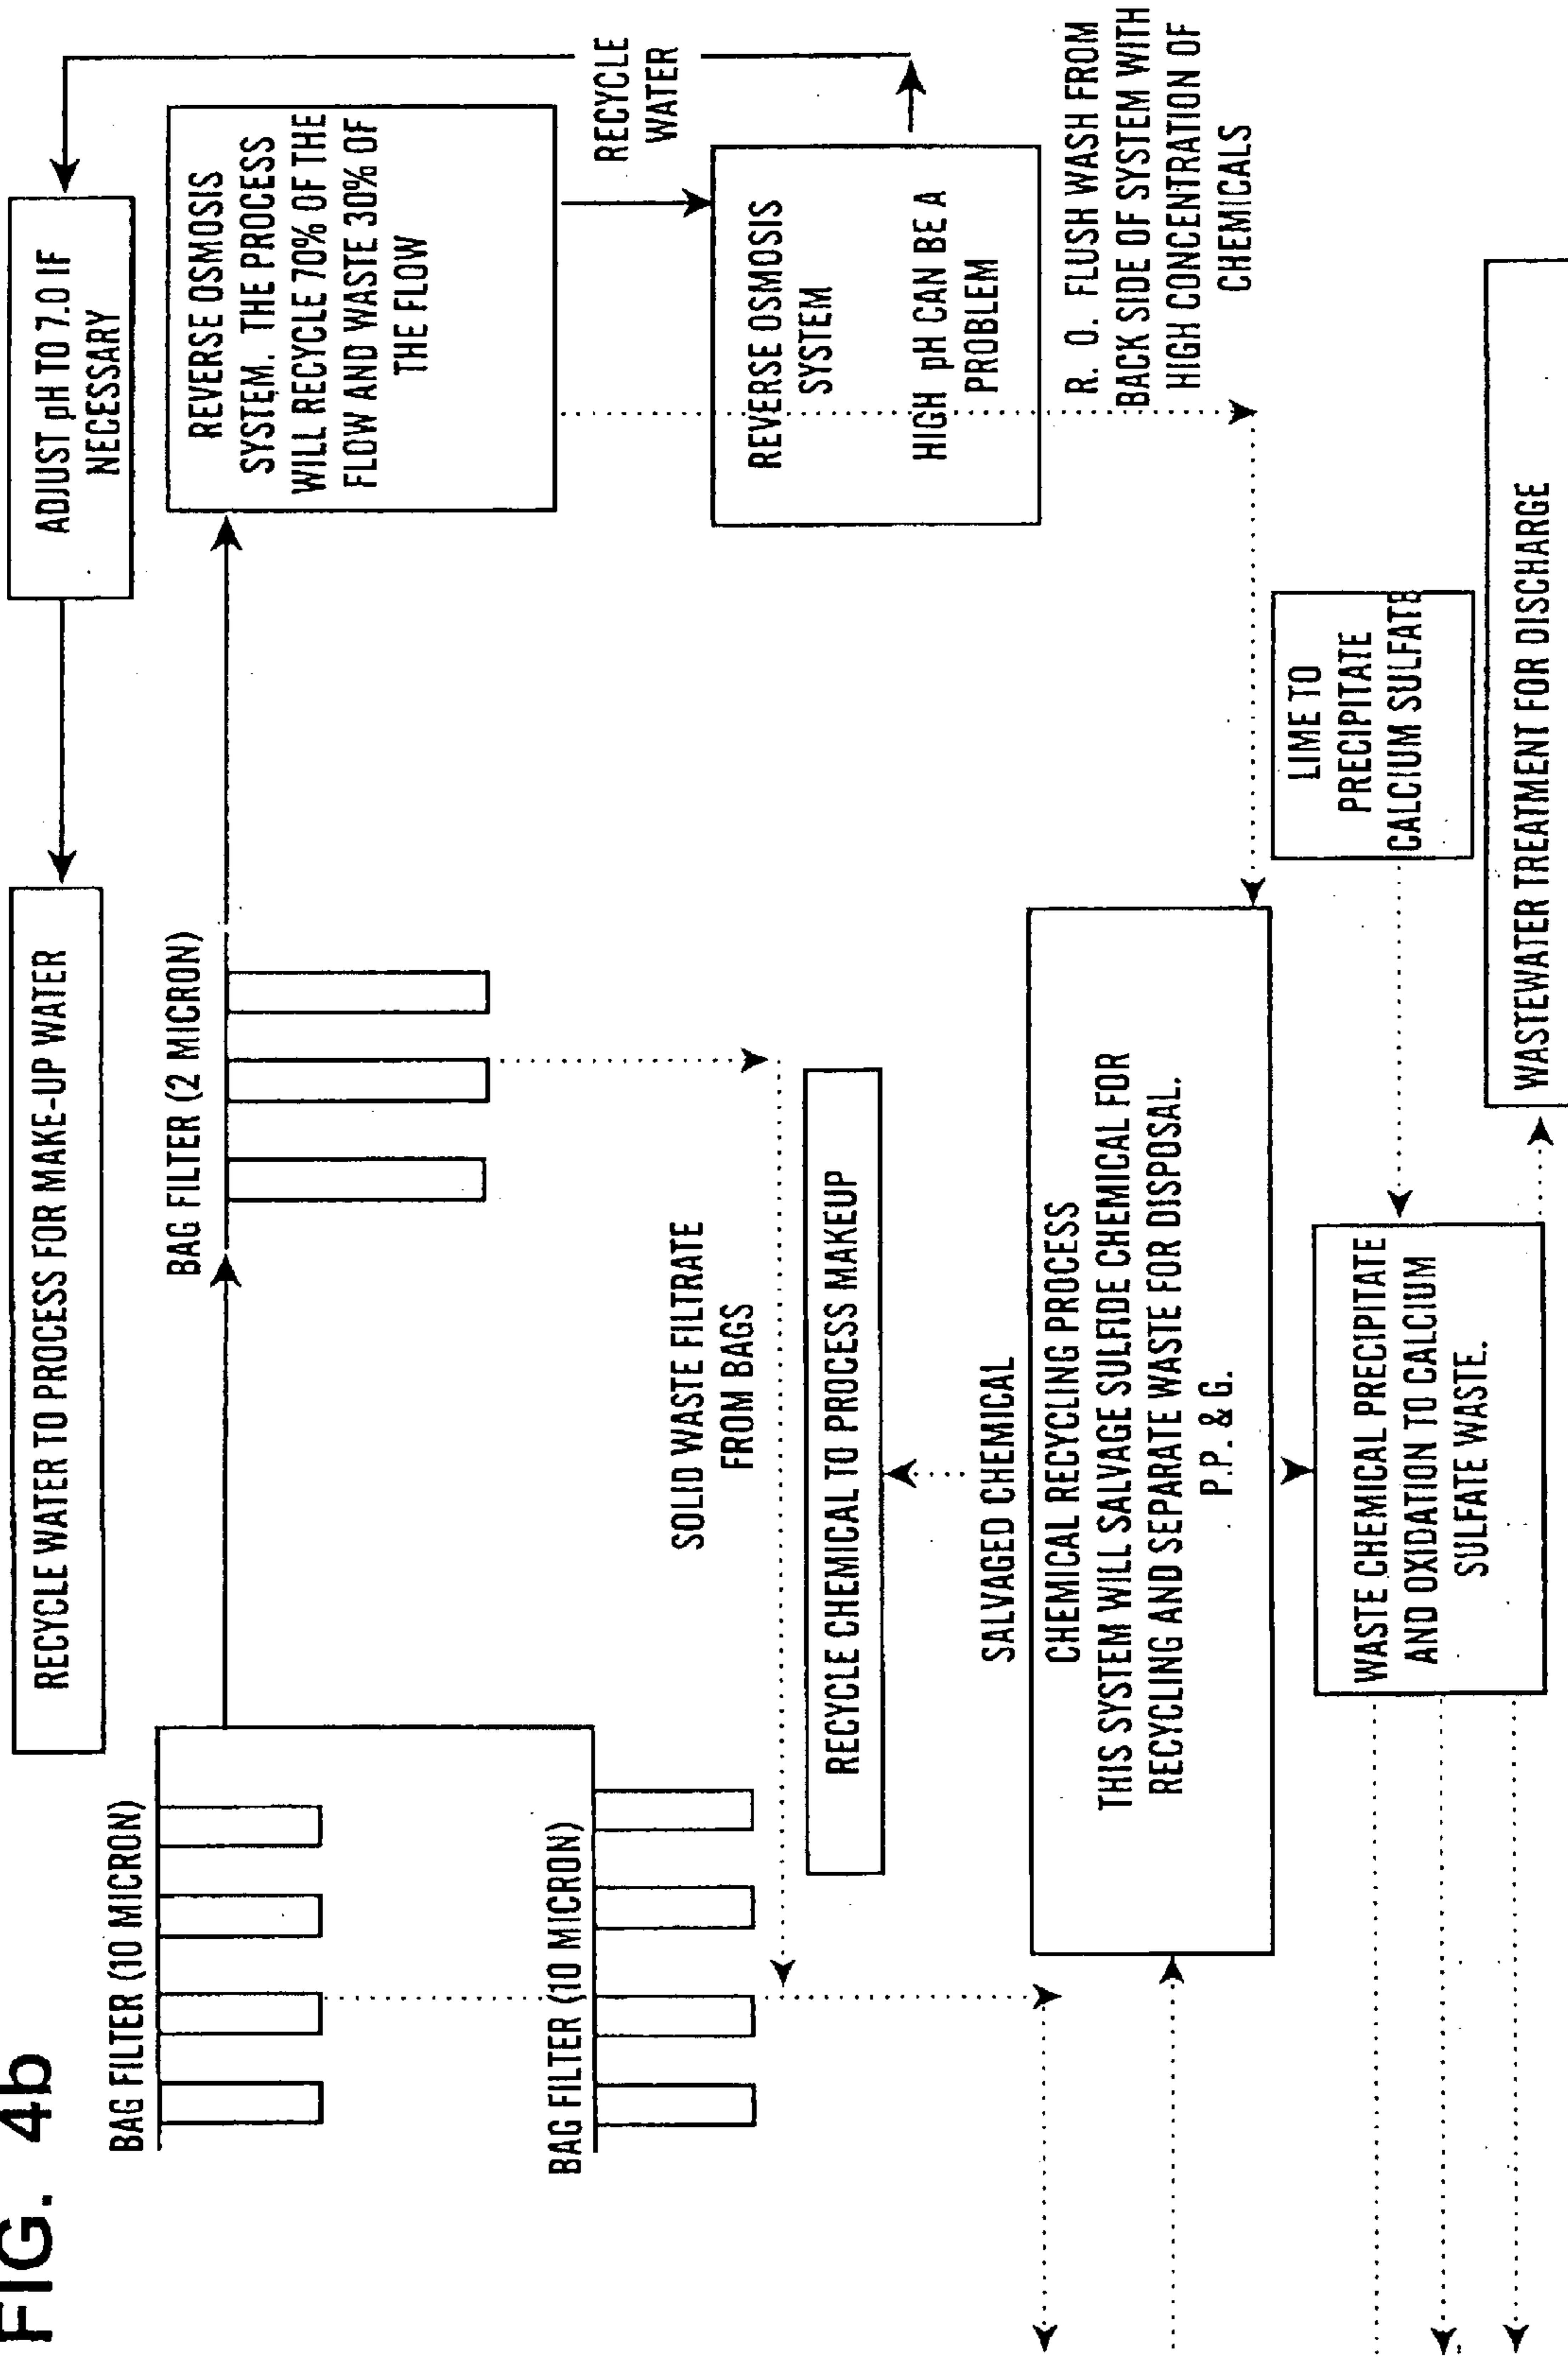 FIG. 4b
RECYCLE WATER TO PROCESS FOR MAKE-UP WATER
ADJUST pH TO 7.0 IF
NECESSARY
BAG FILTER (10 MICRON)
BAG FILTER (2 MICRON)
REVERSE OSMOSIS
SYSTEM. THE PROCESS
WILL RECYCLE 70% OF THE
FLOW AND WASTE 30% OF
THE FLOW
RECYCLE
WATER
BAG FILTER (10 MICRON)
SOLID WASTE FILTRATE
FROM BAGS
REVERSE OSMOSIS
SYSTEM
HIGH pH CAN BE A
PROBLEM
RECYCLE CHEMICAL TO PROCESS MAKEUP
SALVAGED CHEMICAL
R. O. FLUSH WASH FROM
BACK SIDE OF SYSTEM WITH
HIGH CONCENTRATION OF
CHEMICALS
CHEMICAL RECYCLING PROCESS
THIS SYSTEM WILL SALVAGE SULFIDE CHEMICAL FOR
RECYCLING AND SEPARATE WASTE FOR DISPOSAL.
P.P. & G.
LIME TO
PRECIPITATE
CALCIUM SULFATE
WASTE CHEMICAL PRECIPITATE
AND OXIDATION TO CALCIUM
SULFATE WASTE.
WASTEWATER TREATMENT FOR DISCHARGE